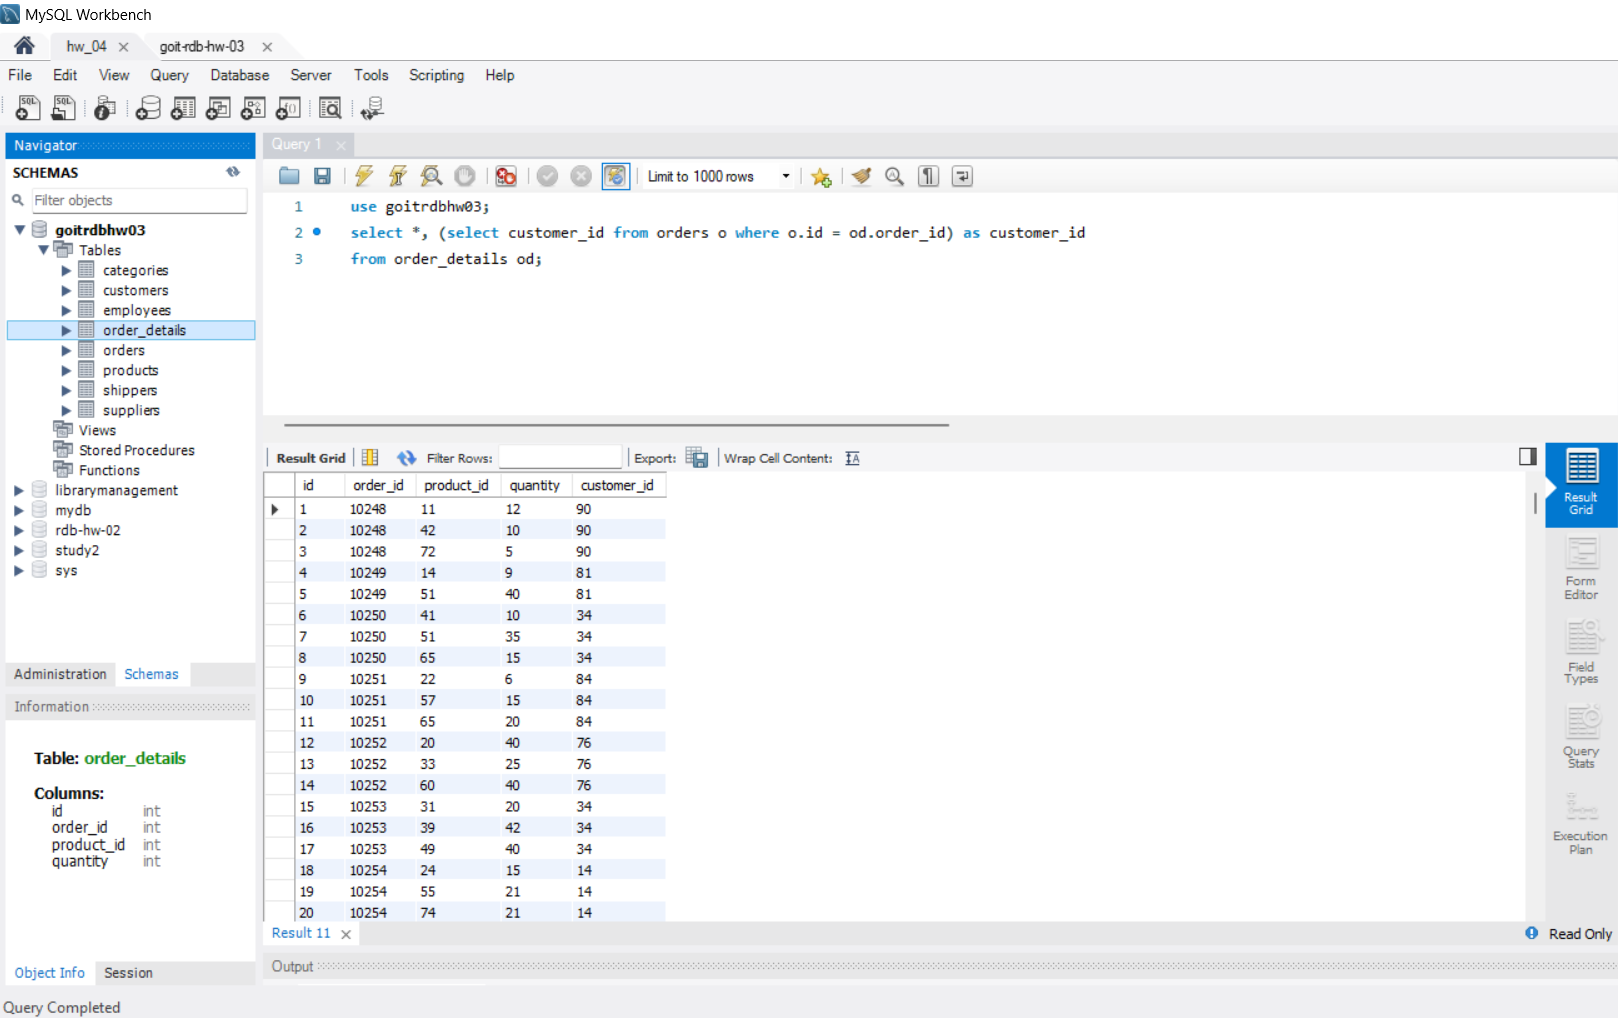 MySQL Workbench
hw_04
goit-rdb-hw-03
File Edit View Query Database Server Tools Scripting Help
SQL SQL
Navigator
SCHEMAS
Filter objects
goitrdbhw03
Tables
categories
customers
employees
order_details
orders
products
shippers
suppliers
Views
Stored Procedures
Functions
librarymanagement
mydb
rdb-hw-02
study2
sys
Administration Schemas
Information
Table: order_details
Columns:
id int
order_id int
product_id int
quantity int
Object Info Session
Query Completed
Query 1
Limit to 1000 rows
1 use goitrdbhw03;
2 select *, (select customer_id from orders o where o.id = od.order_id) as customer_id
3 from order_details od;
Result Grid Filter Rows: Export: Wrap Cell Content:
id order_id product_id quantity customer_id
1 10248 11 12 90
2 10248 42 10 90
3 10248 72 5 90
4 10249 14 9 81
5 10249 51 40 81
6 10250 41 10 34
7 10250 51 35 34
8 10250 65 15 34
9 10251 22 6 84
10 10251 57 15 84
11 10251 65 20 84
12 10252 20 40 76
13 10252 33 25 76
14 10252 60 40 76
15 10253 31 20 34
16 10253 39 42 34
17 10253 49 40 34
18 10254 24 15 14
19 10254 55 21 14
20 10254 74 21 14
Result 11
Read Only
Output
Result
Grid
Form
Editor
Field
Types
Query
Stats
Execution
Plan